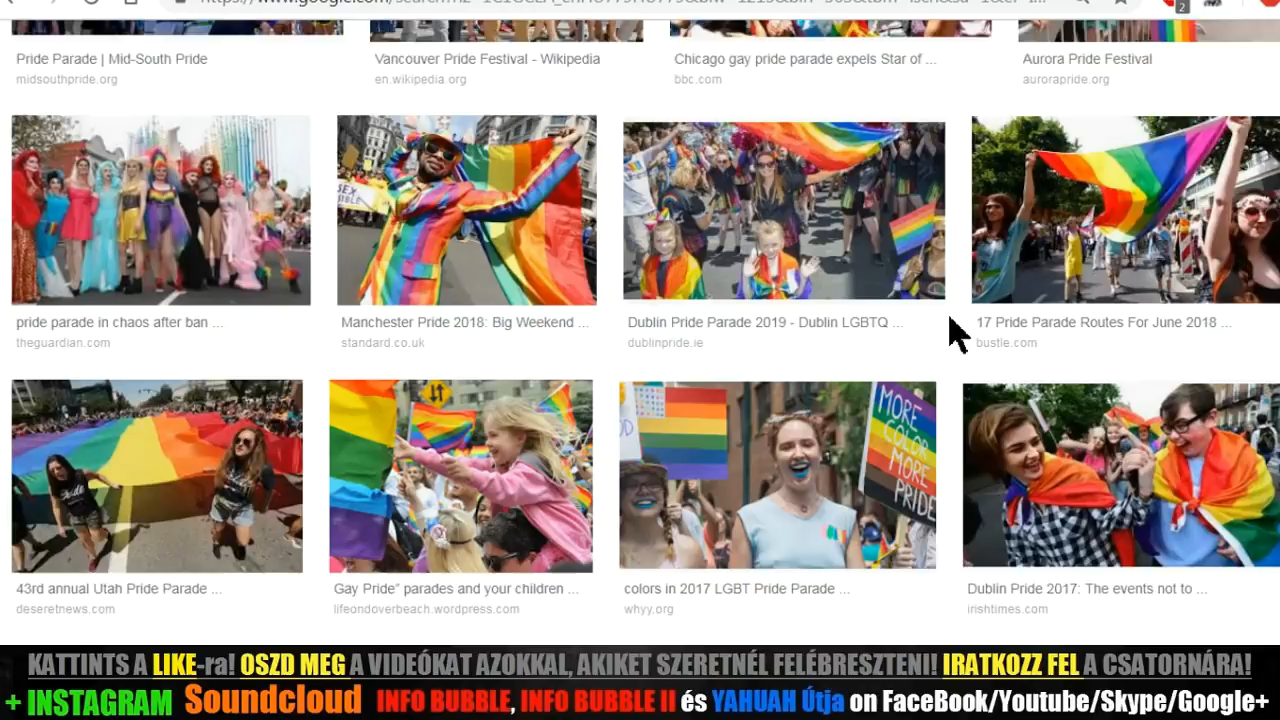 2
Pride Parade | Mid-South Pride
midsouthpride.org
Vancouver Pride Festival - Wikipedia
en.wikipedia.org
Chicago gay pride parade expels Star of ...
bbc.com
Aurora Pride Festival
aurorapride.org
pride parade in chaos after ban ...
theguardian.com
SEX
Manchester Pride 2018: Big Weekend ...
standard.co.uk
Dublin Pride Parade 2019 - Dublin LGBTQ ...
dublinpride.ie
17 Pride Parade Routes For June 2018 ...
bustle.com
43rd annual Utah Pride Parade ...
deseretnews.com
Gay Pride” parades and your children ...
lifeondoverbeach.wordpress.com
MORE
COLOR
MORE
PRIDE
colors in 2017 LGBT Pride Parade ...
whyy.org
Dublin Pride 2017: The events not to ...
irishtimes.com
KATTINTS A LIKE-ra! OSZD MEG A VIDEÓKAT AZOKKAL, AKIKET SZERETNÉL FELÉBRESZTENI! IRATKOZZ FEL A CSATORNÁRA!
+ INSTAGRAM Soundcloud INFO BUBBLE, INFO BUBBLE II és YAHUAH Útja on FaceBook/Youtube/Skype/Google+